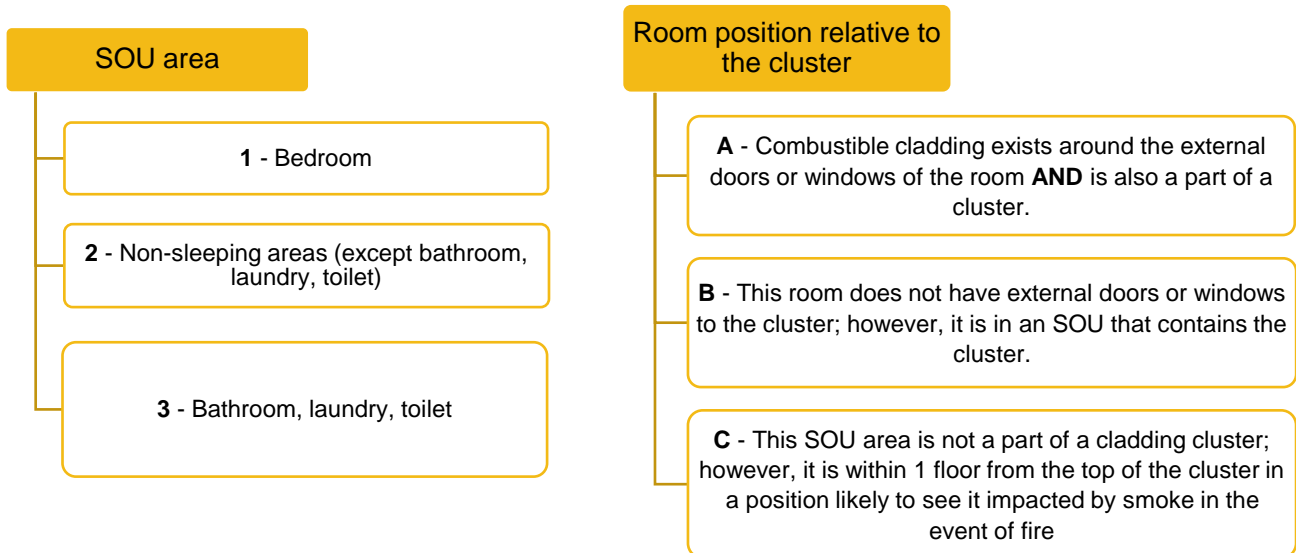 SOU area
1 - Bedroom
2 - Non-sleeping areas (except bathroom,
laundry, toilet)
3 - Bathroom, laundry, toilet
Room position relative to
the cluster
A - Combustible cladding exists around the external
doors or windows of the room AND is also a part of a
cluster.
B - This room does not have external doors or windows
to the cluster; however, it is in an SOU that contains the
cluster.
C - This SOU area is not a part of a cladding cluster;
however, it is within 1 floor from the top of the cluster in
a position likely to see it impacted by smoke in the
event of fire